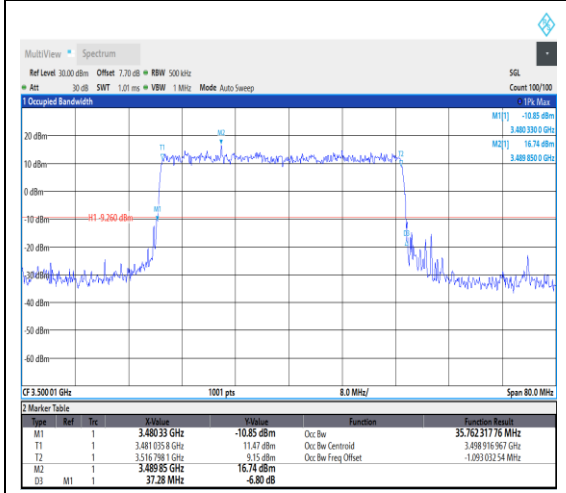 MultiView Spectrum
Ref Level 30.00 dBm Offset 7.70 dB RBW 500 kHz SGL
Att 30 dB SWT 1.01 ms VBW 1 MHz Mode Auto Sweep Count 100/100
1 Occupied Bandwidth 1Pk Max
M1[1] -10.85 dBm
3.480 330 0 GHz
M2[1] 16.74 dBm
3.489 850 0 GHz
20 dBm
M2
T1
T2
10 dBm
0 dBm
M1
-10 dBm
H1 -9.260 dBm
D3
-20 dBm
-30 dBm
-40 dBm
-50 dBm
-60 dBm
CF 3.500 01 GHz 1001 pts 8.0 MHz/ Span 80.0 MHz
2 Marker Table
Type Ref Trc X-Value Y-Value Function Function Result
M1 1 3.480 33 GHz -10.85 dBm Occ Bw 35.762 317 76 MHz
T1 1 3.481 035 8 GHz 11.47 dBm Occ Bw Centroid 3.498 916 967 GHz
T2 1 3.516 798 1 GHz 9.15 dBm Occ Bw Freq Offset -1.093 032 54 MHz
M2 1 3.489 85 GHz 16.74 dBm
D3 M1 1 37.28 MHz -6.80 dB